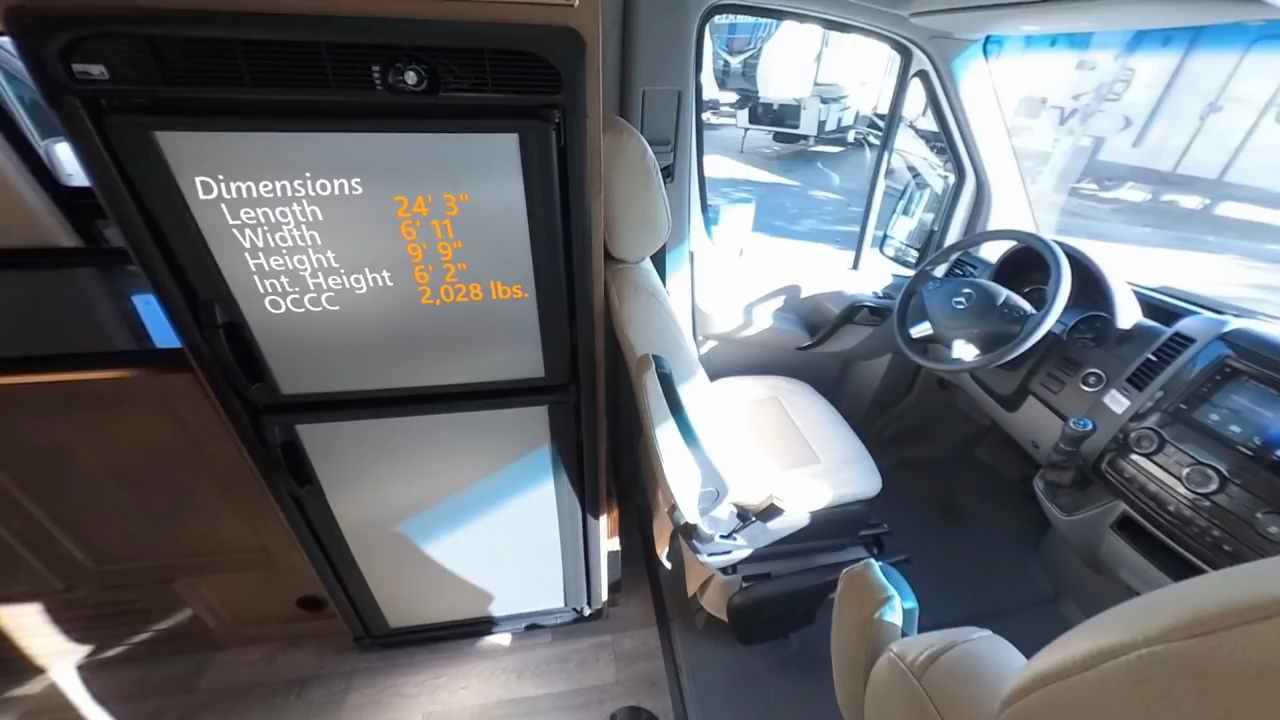 Dimensions
Length 24' 3"
Width 6' 11
Height 9' 9"
Int. Height 6' 2"
OCCC 2,028 lbs.